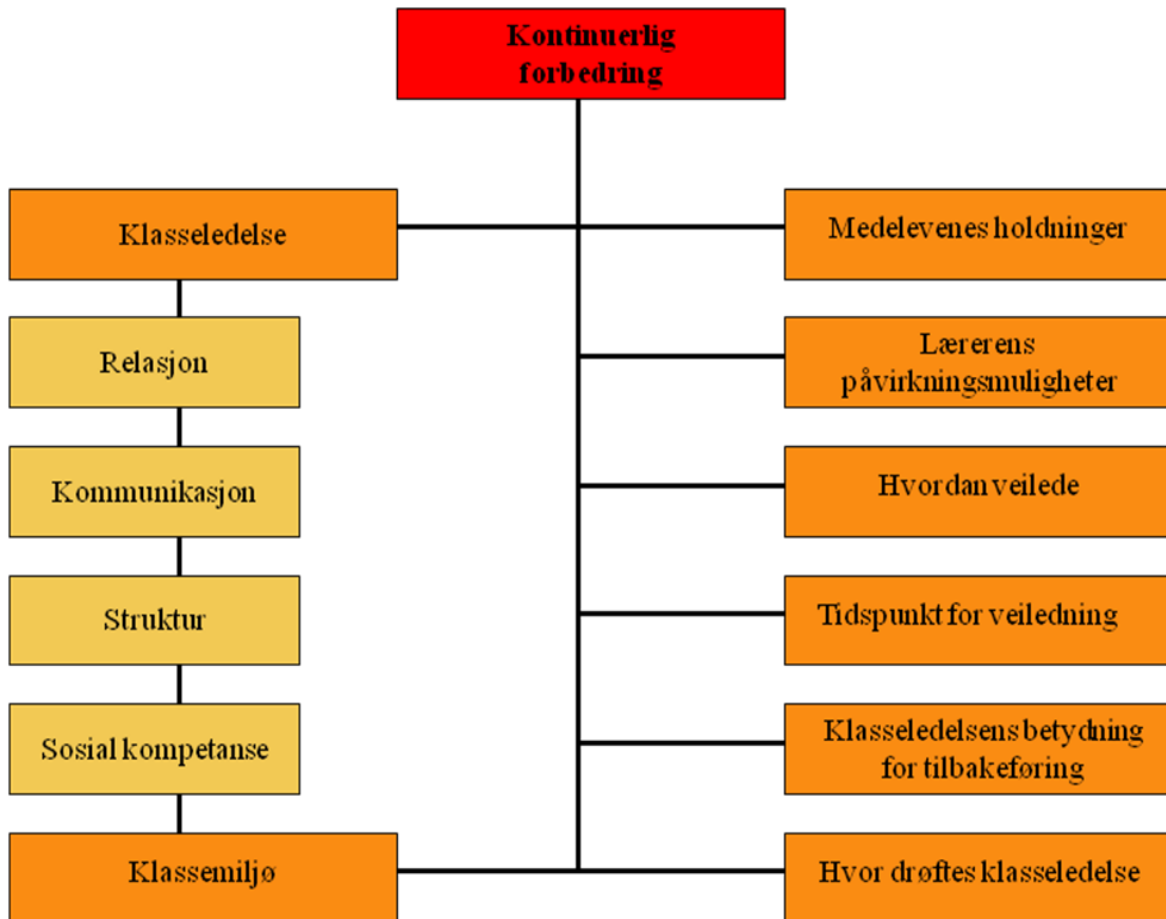 Kontinuerlig
forbedring
Klasseledelse
Relasjon
Kommunikasjon
Struktur
Sosial kompetanse
Klassemiljø
Medelevenes holdninger
Lærerens
påvirkningsmuligheter
Hvordan veilede
Tidspunkt for veiledning
Klasseledelsens betydning
for tilbakeføring
Hvor drøftes klasseledelse